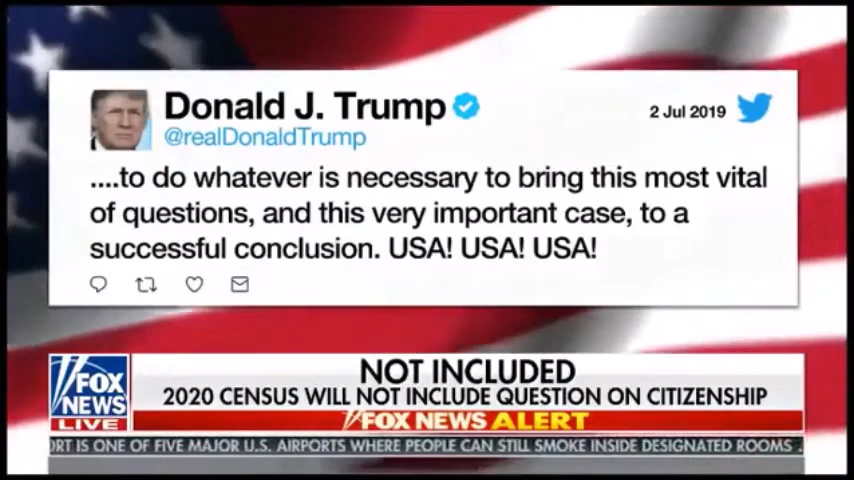 Donald J. Trump
@realDonaldTrump
2 Jul 2019
....to do whatever is necessary to bring this most vital
of questions, and this very important case, to a
successful conclusion. USA! USA! USA!
NOT INCLUDED
2020 CENSUS WILL NOT INCLUDE QUESTION ON CITIZENSHIP
FOX
NEWS
LIVE
FOX NEWS ALERT
RT IS ONE OF FIVE MAJOR U.S. AIRPORTS WHERE PEOPLE CAN STILL SMOKE INSIDE DESIGNATED ROOMS .